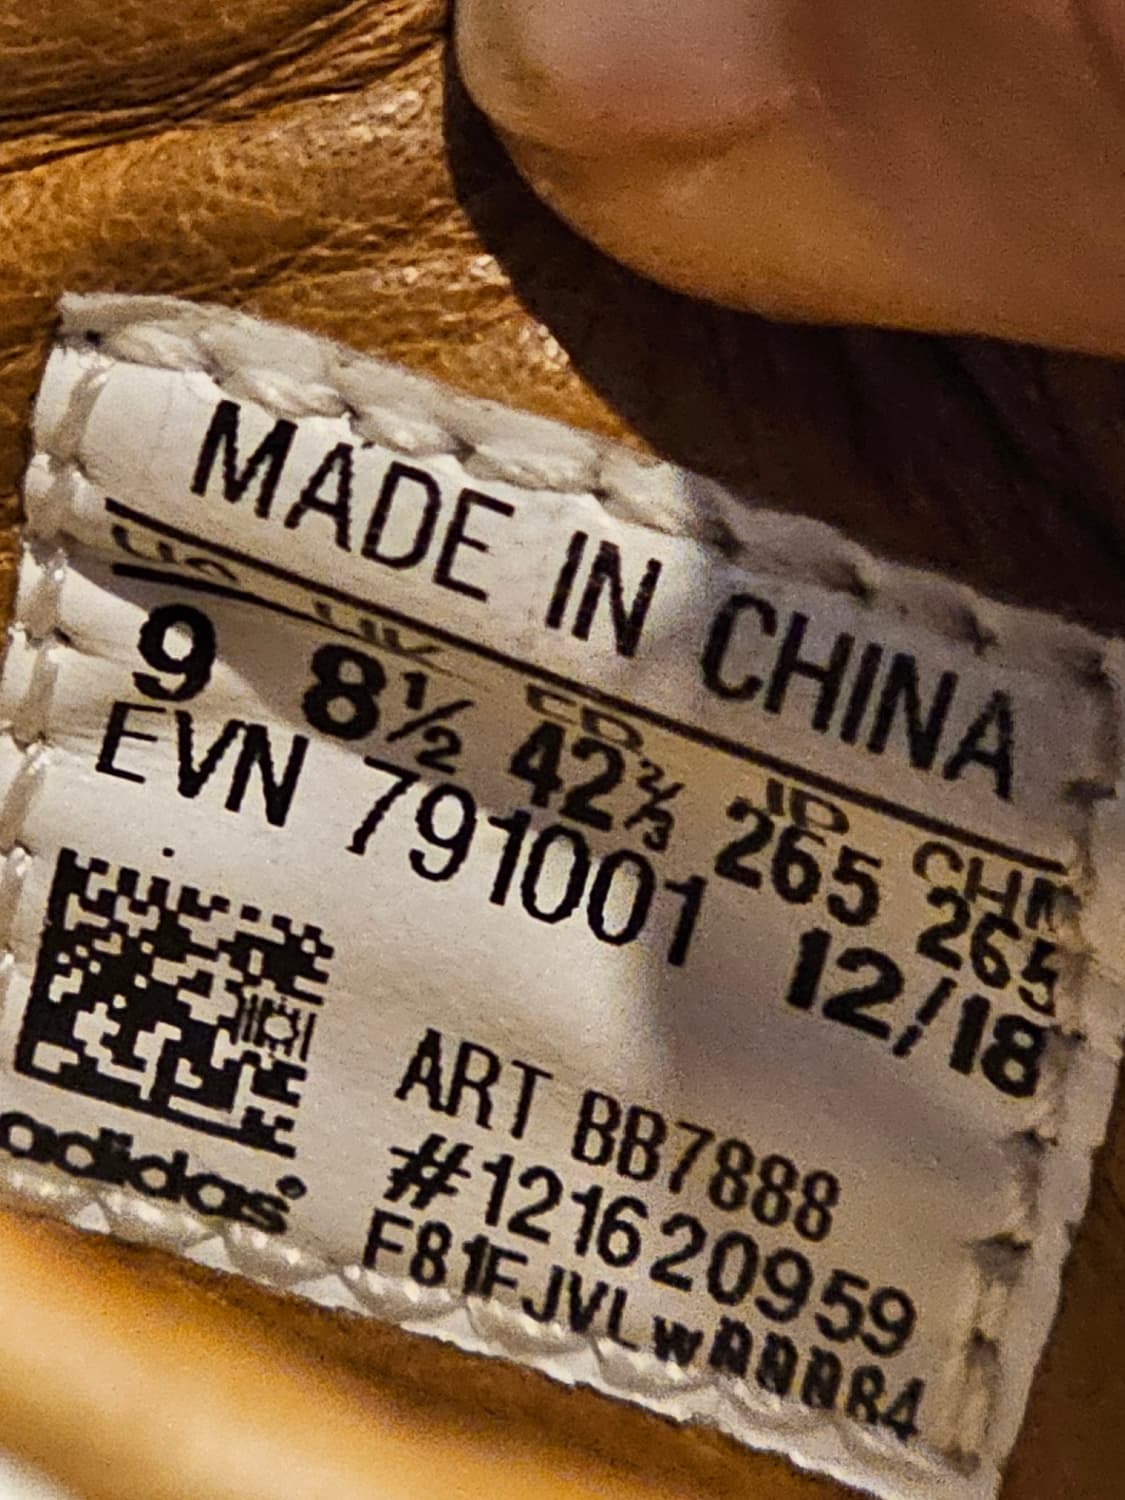 MADE IN CHINA
US UK EU JP CHN
9 8½ 42⅔ 265 265
EVN 791001 12/18
ART BB7888
#121620959
adidas®